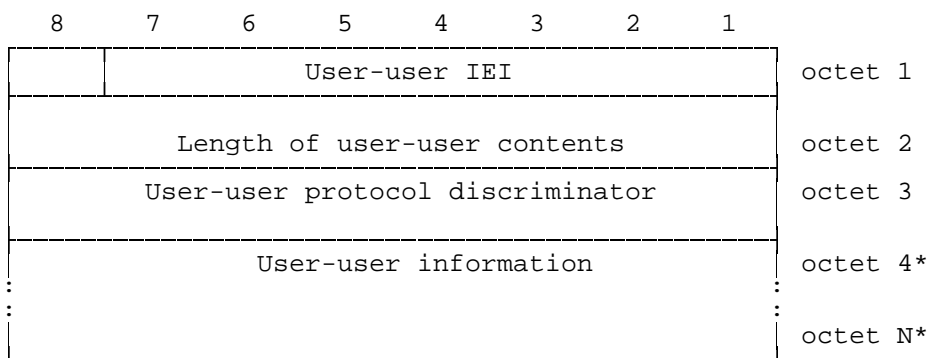 8 7 6 5 4 3 2 1
User-user IEI octet 1
Length of user-user contents octet 2
User-user protocol discriminator octet 3
User-user information octet 4*
: :
: :
octet N*